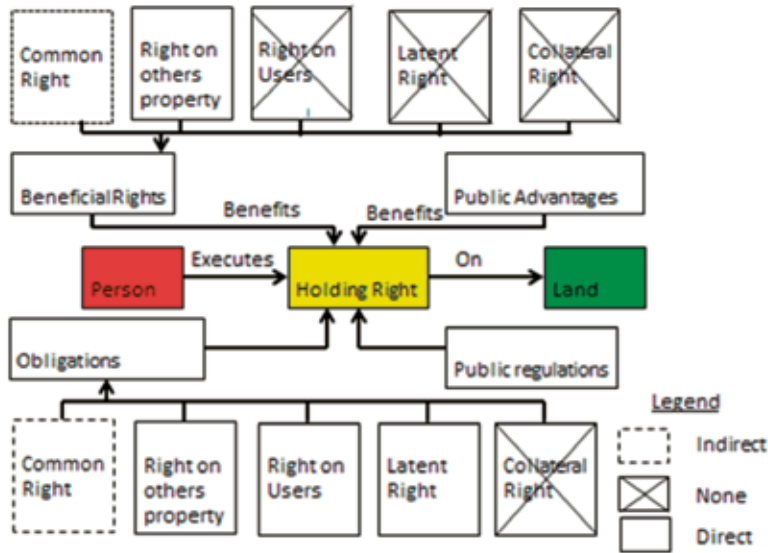 Common
Right
Right on
others
property
Right on
Users
Latent
Right
Collateral
Right
Beneficial Rights
Benefits
Benefits
Public Advantages
Person
Executes
Holding Right
On
Land
Obligations
Public regulations
Legend
Indirect
None
Direct
Common
Right
Right on
others
property
Right on
Users
Latent
Right
Collateral
Right